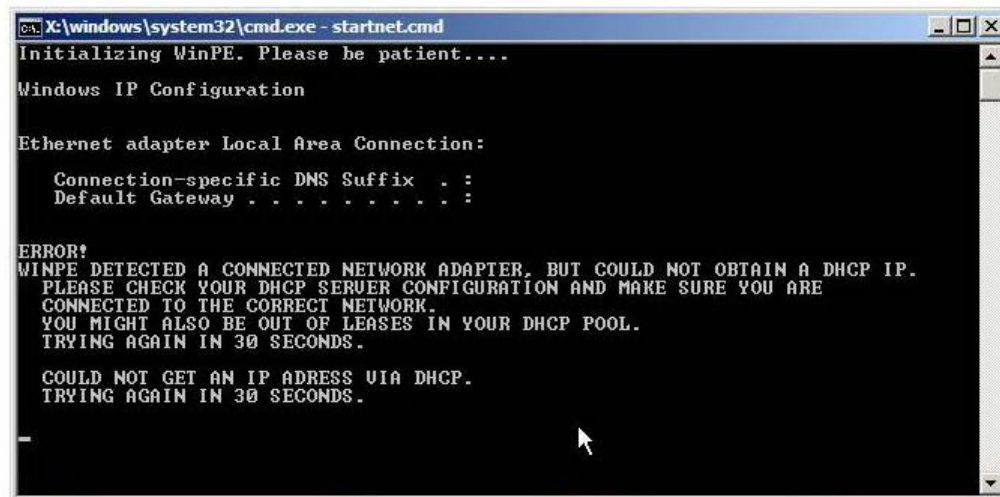 X:\windows\system32\cmd.exe - startnet.cmd
Initializing WinPE. Please be patient....
Windows IP Configuration
Ethernet adapter Local Area Connection:
Connection-specific DNS Suffix . :
Default Gateway . . . . . . . . . :
ERROR!
WINPE DETECTED A CONNECTED NETWORK ADAPTER, BUT COULD NOT OBTAIN A DHCP IP.
PLEASE CHECK YOUR DHCP SERVER CONFIGURATION AND MAKE SURE YOU ARE
CONNECTED TO THE CORRECT NETWORK.
YOU MIGHT ALSO BE OUT OF LEASES IN YOUR DHCP POOL.
TRYING AGAIN IN 30 SECONDS.
COULD NOT GET AN IP ADRESS VIA DHCP.
TRYING AGAIN IN 30 SECONDS.